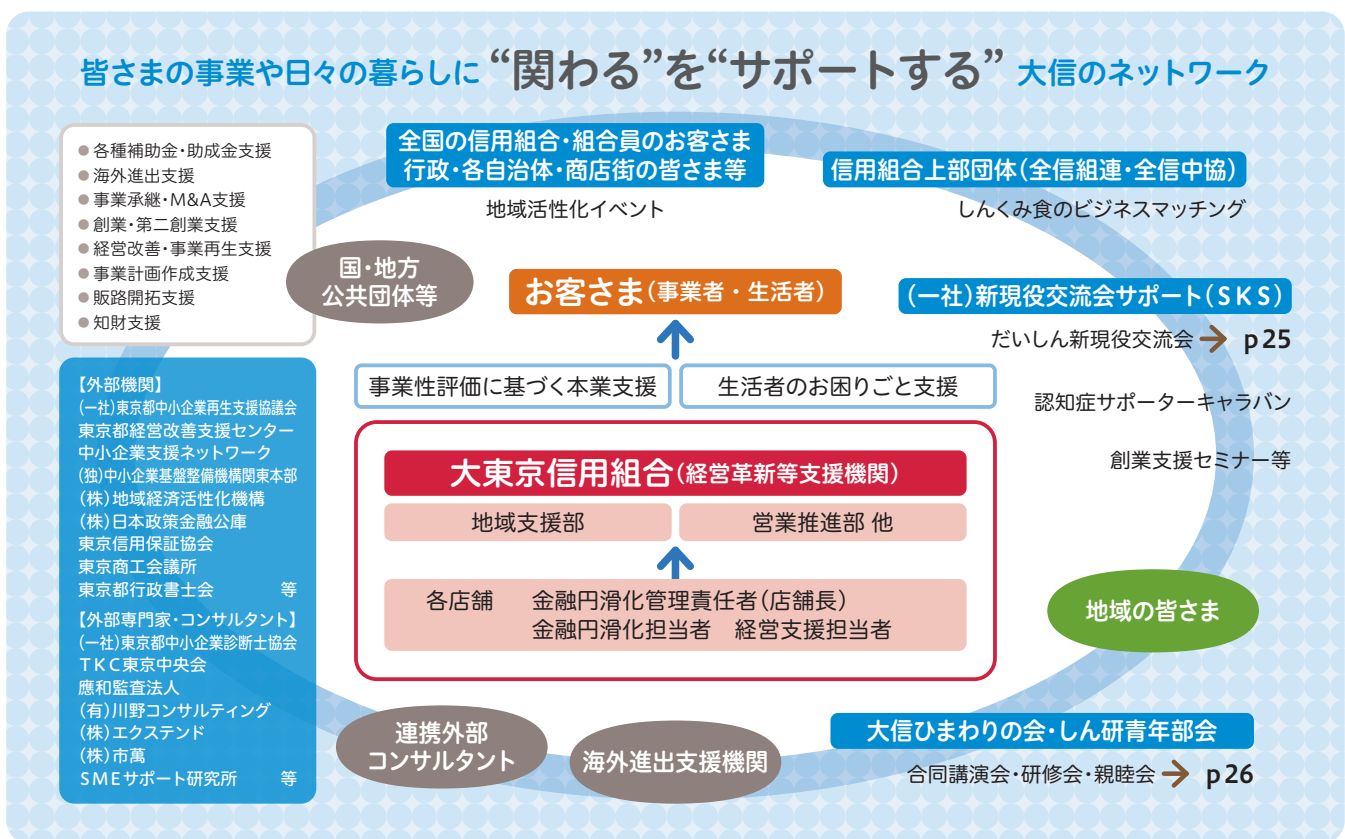 皆さまの事業や日々の暮らしに“関わる”を“サポートする”大信のネットワーク
● 各種補助金・助成金支援
● 海外進出支援
● 事業承継・M&A支援
● 創業・第二創業支援
● 経営改善・事業再生支援
● 事業計画作成支援
● 販路開拓支援
● 知財支援
国・地方
公共団体等
全国の信用組合・組合員のお客さま
行政・各自治体・商店街の皆さま等
地域活性化イベント
信用組合上部団体(全信組連・全信中協)
しんくみ食のビジネスマッチング
お客さま(事業者・生活者)
(一社)新現役交流会サポート(SKS)
だいしん新現役交流会→ p25
認知症サポーターキャラバン
創業支援セミナー等
事業性評価に基づく本業支援
生活者のお困りごと支援
大東京信用組合(経営革新等支援機関)
地域支援部
営業推進部 他
各店舗 金融円滑化管理責任者(店舗長)
金融円滑化担当者 経営支援担当者
【外部機関】
(一社)東京都中小企業再生支援協議会
東京都経営改善支援センター
中小企業支援ネットワーク
(独)中小企業基盤整備機構関東本部
(株)地域経済活性化機構
(株)日本政策金融公庫
東京信用保証協会
東京商工会議所
東京都行政書士会 等
【外部専門家・コンサルタント】
(一社)東京都中小企業診断士協会
TKC東京中央会
應和監査法人
(有)川野コンサルティング
(株)エクステンド
(株)市萬
SMEサポート研究所 等
地域の皆さま
連携外部
コンサルタント
海外進出支援機関
大信ひまわりの会・しん研青年部会
合同講演会・研修会・親睦会→ p26